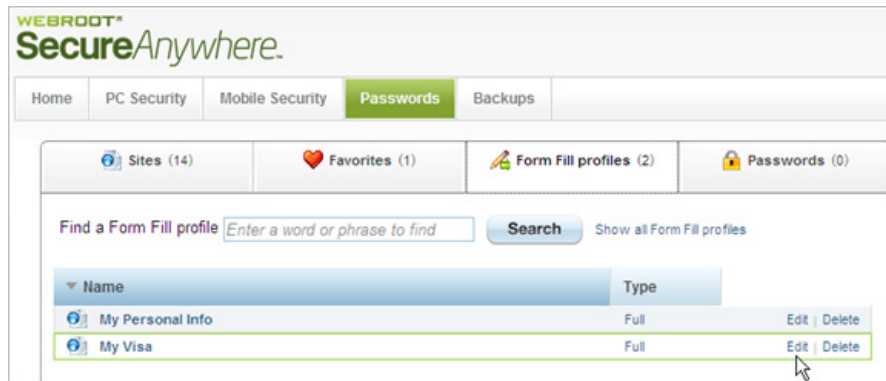 WEBROOT®
SecureAnywhere™
Home PC Security Mobile Security Passwords Backups
Sites (14) Favorites (1) Form Fill profiles (2) Passwords (0)
Find a Form Fill profile Enter a word or phrase to find Search Show all Form Fill profiles
Name Type
My Personal Info Full Edit | Delete
My Visa Full Edit | Delete